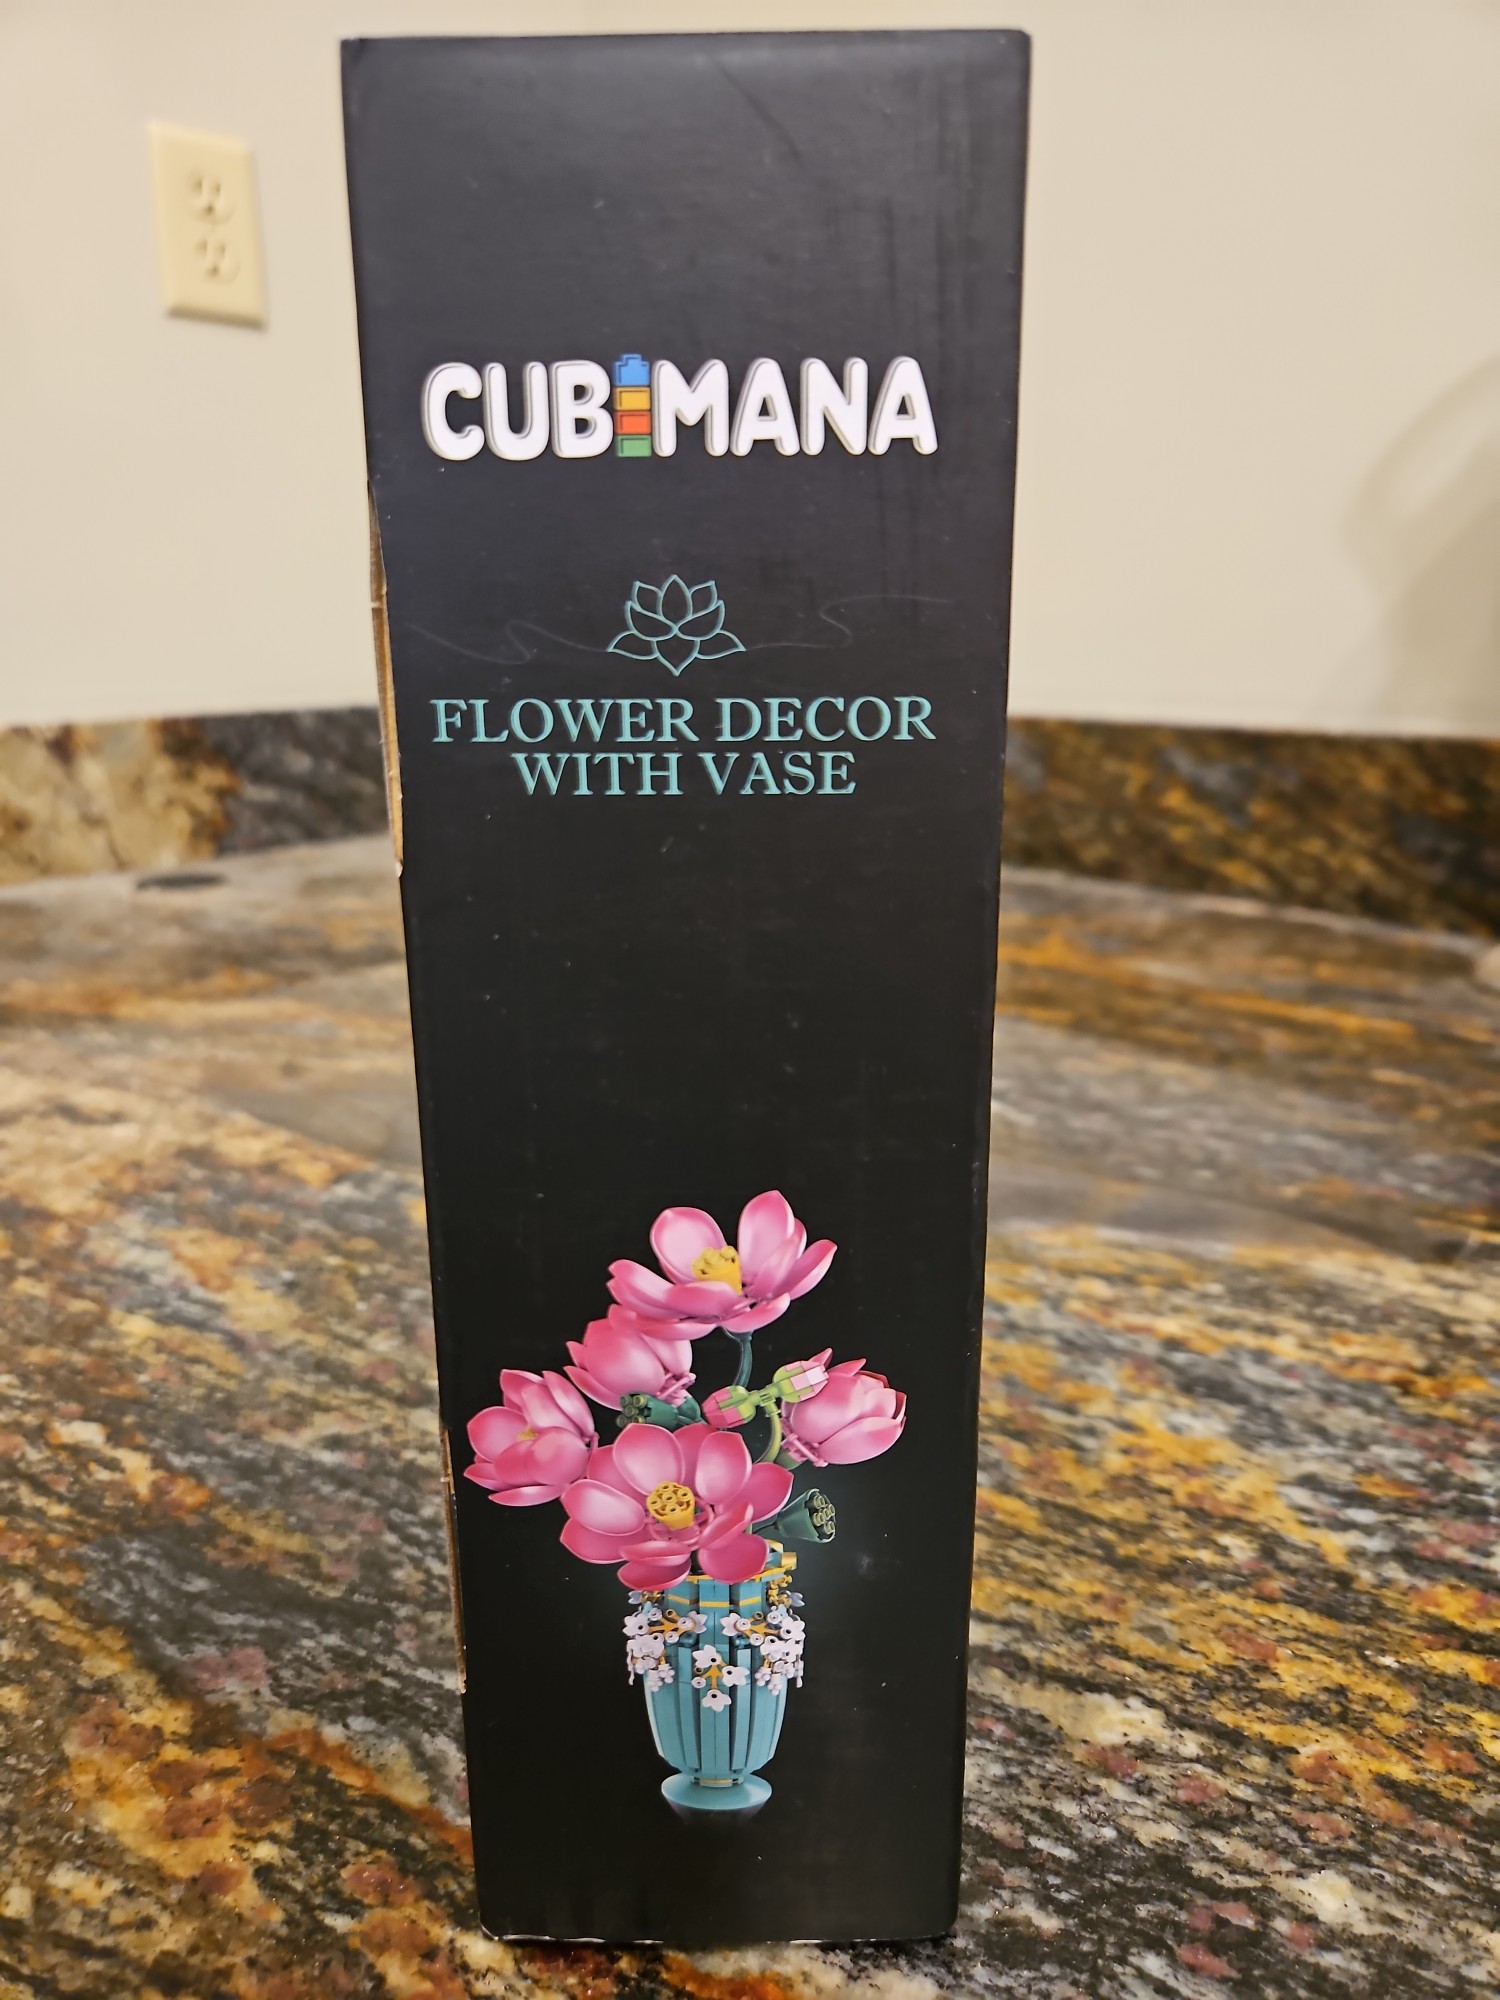 CUBIMANA
FLOWER DECOR
WITH VASE